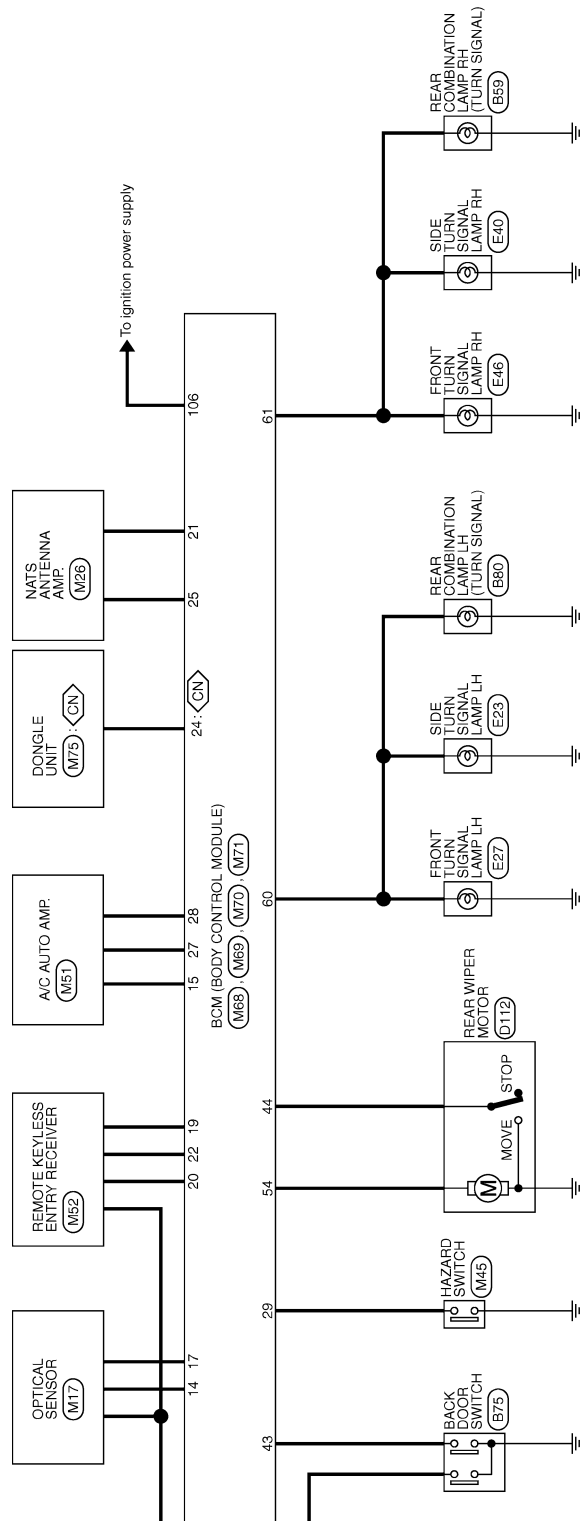 OPTICAL
SENSOR
M17
REMOTE KEYLESS
ENTRY RECEIVER
M52
A/C AUTO AMP.
M51
DONGLE
UNIT
M75 : CN
NATS
ANTENNA
AMP.
M26
To ignition power supply
14
17
20
22
19
15
27
28
24 : CN
25
21
106
BCM (BODY CONTROL MODULE)
M68 , M69 , M70 , M71
43
29
54
44
60
61
BACK
DOOR
SWITCH
B75
HAZARD
SWITCH
M45
REAR WIPER
MOTOR
D112
M
MOVE
STOP
FRONT
TURN
SIGNAL
LAMP LH
E27
SIDE
TURN
SIGNAL
LAMP LH
E23
REAR
COMBINATION
LAMP LH
(TURN SIGNAL)
B80
FRONT
TURN
SIGNAL
LAMP RH
E46
SIDE
TURN
SIGNAL
LAMP RH
E40
REAR
COMBINATION
LAMP RH
(TURN SIGNAL)
B59